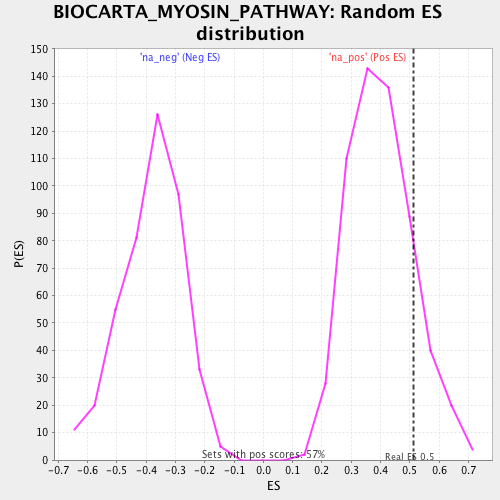 BIOCARTA_MYOSIN_PATHWAY: Random ES
distribution
'na_neg' (Neg ES)
'na_pos' (Pos ES)
150
140
130
120
110
100
90
80
70
60
50
40
30
20
10
0
P(ES)
Sets with pos scores: 57%
Real ES 0.5
-0.7 -0.6 -0.5 -0.4 -0.3 -0.2 -0.1 0.0 0.1 0.2 0.3 0.4 0.5 0.6 0.7
ES